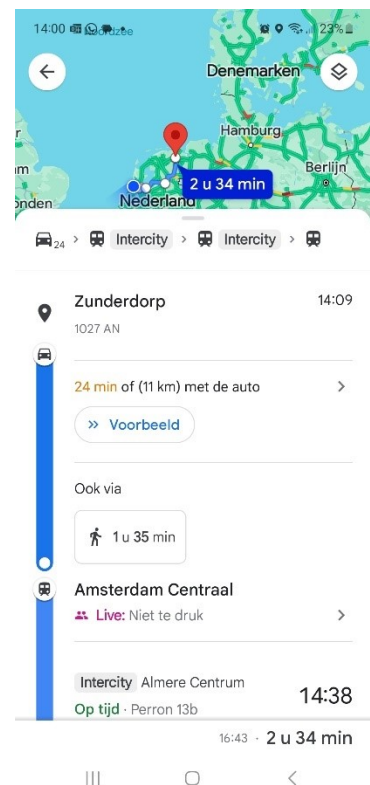 14:00
23%
Noordzee
Denemarken
Hamburg
Berlijn
2 u 34 min
Nederland
24 > Intercity > Intercity >
Zunderdorp 14:09
1027 AN
24 min of (11 km) met de auto
Voorbeeld
Ook via
1 u 35 min
Amsterdam Centraal
Live: Niet te druk
Intercity Almere Centrum 14:38
Op tijd · Perron 13b
16:43 · 2 u 34 min